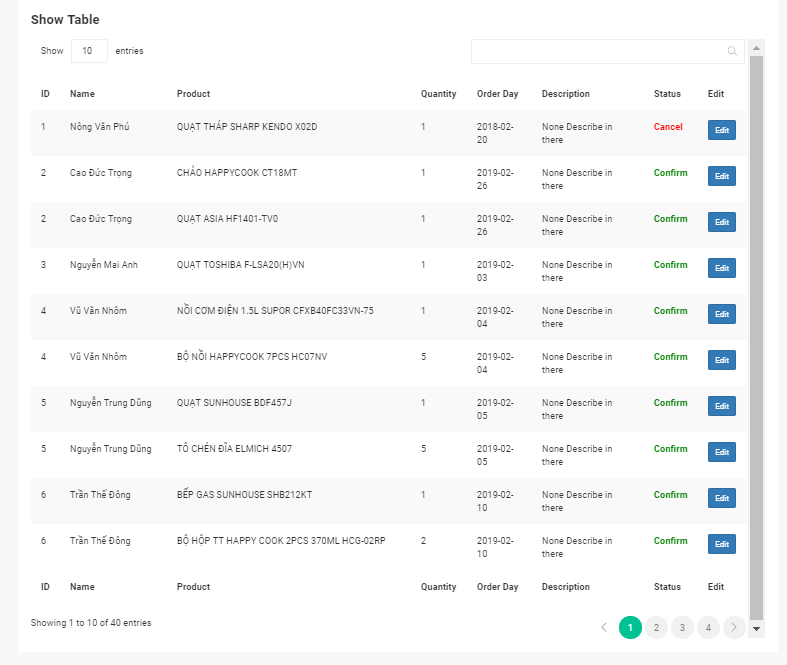 Show Table
Show 10 entries
ID Name Product Quantity Order Day Description Status Edit
1 Nông Văn Phú QUẠT THÁP SHARP KENDO X02D 1 2018-02- None Describe in Cancel Edit
20 there
2 Cao Đức Trọng CHẢO HAPPYCOOK CT18MT 1 2019-02- None Describe in Confirm Edit
26 there
2 Cao Đức Trọng QUẠT ASIA HF1401-TV0 1 2019-02- None Describe in Confirm Edit
26 there
3 Nguyễn Mai Anh QUẠT TOSHIBA F-LSA20(H)VN 1 2019-02- None Describe in Confirm Edit
03 there
4 Vũ Văn Nhôm NỒI CƠM ĐIỆN 1.5L SUPOR CFXB40FC33VN-75 1 2019-02- None Describe in Confirm Edit
04 there
4 Vũ Văn Nhôm BỘ NỒI HAPPYCOOK 7PCS HC07NV 5 2019-02- None Describe in Confirm Edit
04 there
5 Nguyễn Trung Dũng QUẠT SUNHOUSE BDF457J 1 2019-02- None Describe in Confirm Edit
05 there
5 Nguyễn Trung Dũng TÔ CHÉN ĐĨA ELMICH 4507 5 2019-02- None Describe in Confirm Edit
05 there
6 Trần Thế Đông BẾP GAS SUNHOUSE SHB212KT 1 2019-02- None Describe in Confirm Edit
10 there
6 Trần Thế Đông BỘ HỘP TT HAPPY COOK 2PCS 370ML HCG-02RP 2 2019-02- None Describe in Confirm Edit
10 there
ID Name Product Quantity Order Day Description Status Edit
Showing 1 to 10 of 40 entries
1 2 3 4